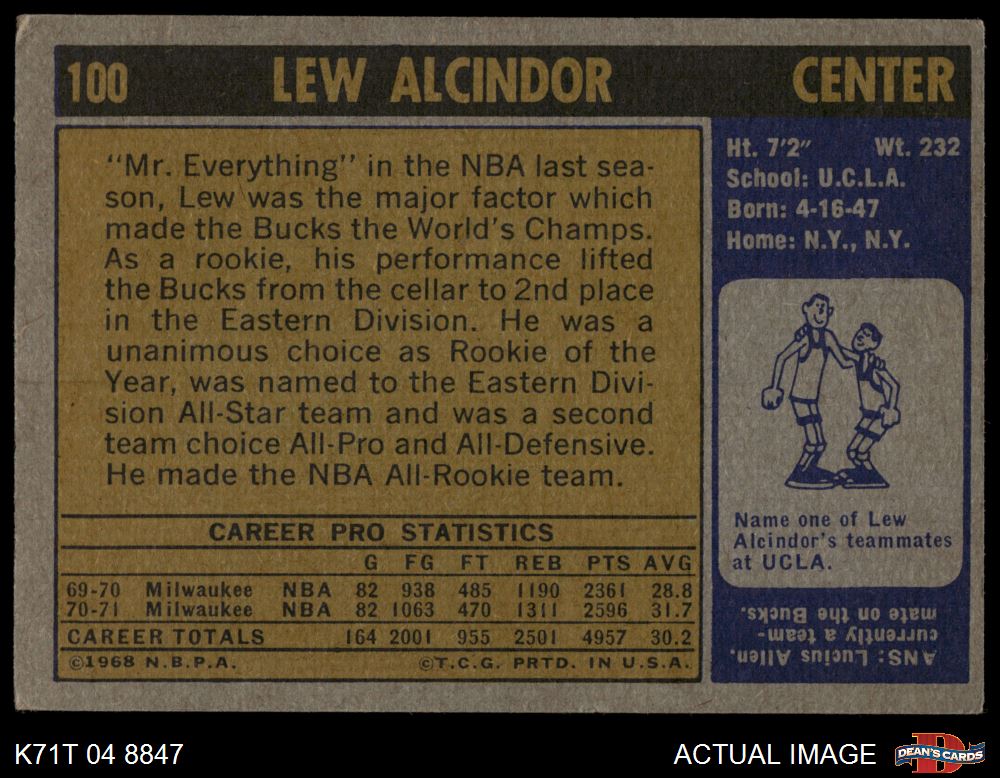 100 LEW ALCINDOR CENTER
"Mr. Everything" in the NBA last sea-
son, Lew was the major factor which
made the Bucks the World's Champs.
As a rookie, his performance lifted
the Bucks from the cellar to 2nd place
in the Eastern Division. He was a
unanimous choice as Rookie of the
Year, was named to the Eastern Divi-
sion All-Star team and was a second
team choice All-Pro and All-Defensive.
He made the NBA All-Rookie team.
CAREER PRO STATISTICS
G FG FT REB PTS AVG
69-70 Milwaukee NBA 82 938 485 1190 2361 28.8
70-71 Milwaukee NBA 82 1063 470 1311 2596 31.7
CAREER TOTALS 164 2001 955 2501 4957 30.2
©1968 N.B.P.A. ©T.C.G. PRTD. IN U.S.A.
Ht. 7'2" Wt. 232
School: U.C.L.A.
Born: 4-16-47
Home: N.Y., N.Y.
Name one of Lew
Alcindor's teammates
at UCLA.
ANS: Lucius Allen,
currently a team-
mate on the Bucks.
K71T 04 8847 ACTUAL IMAGE DEAN'S CARDS